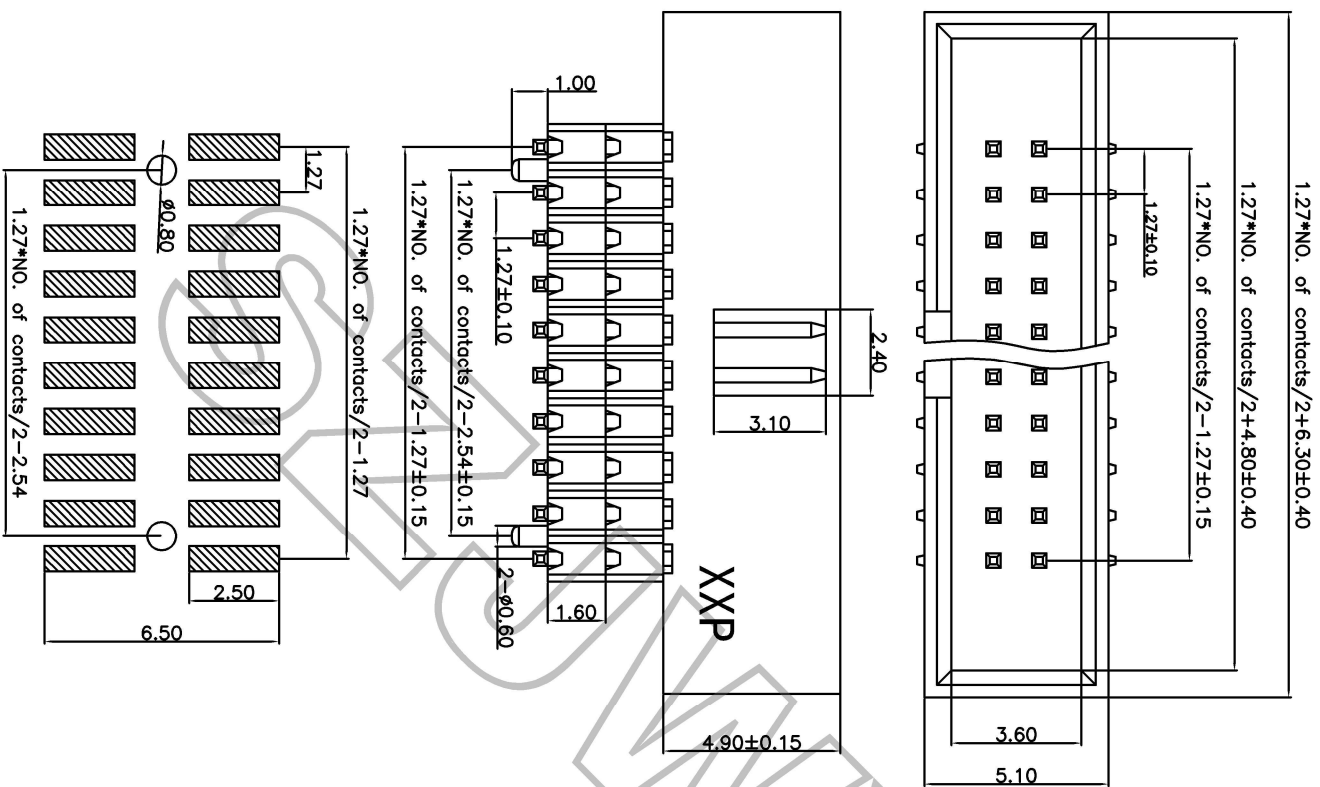 1.27*NO. of contacts/2+6.30±0.40
1.27*NO. of contacts/2+4.80±0.40
1.27*NO. of contacts/2-1.27±0.15
1.27±0.10
3.60
5.10
2.40
3.10
XXP
4.90±0.15
1.00
1.27±0.10
1.27*NO. of contacts/2-2.54±0.15
1.27*NO. of contacts/2-1.27±0.15
2-ø0.60
1.60
1.27
1.27*NO. of contacts/2-1.27
ø0.80
1.27*NO. of contacts/2-2.54
2.50
6.50